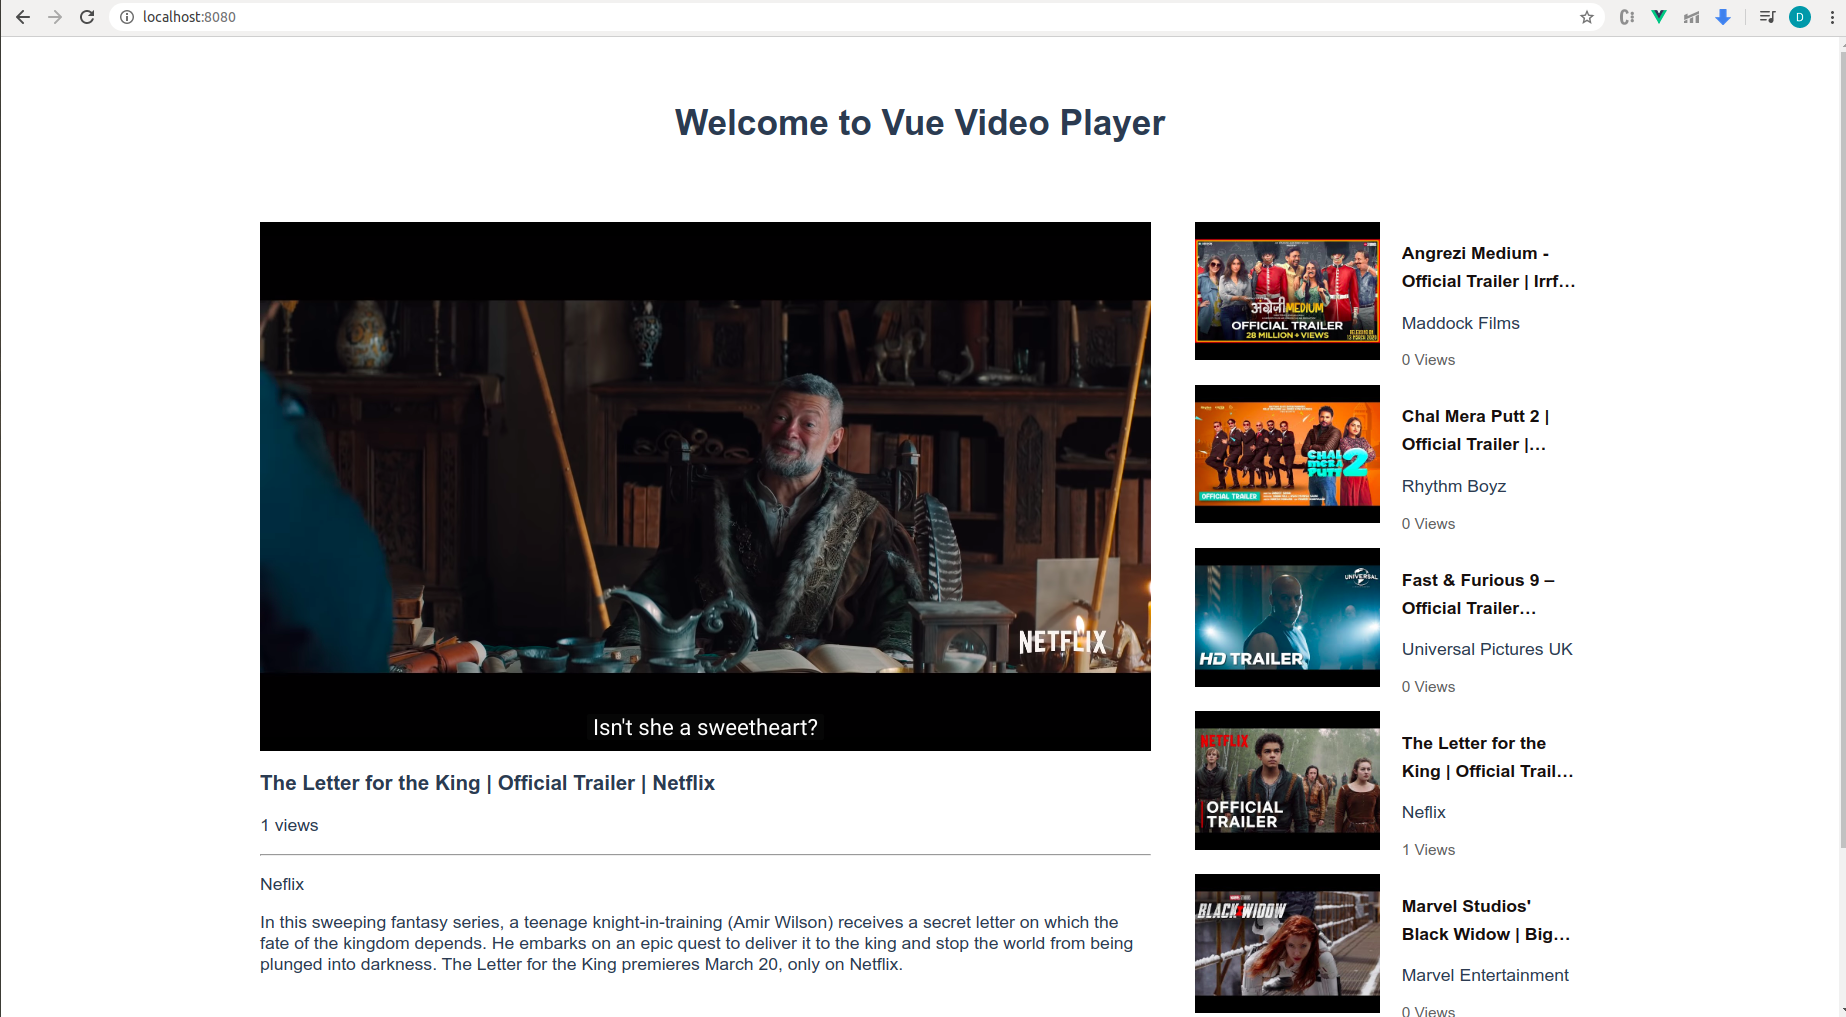 localhost:8080
D
Welcome to Vue Video Player
NETFLIX
Isn't she a sweetheart?
The Letter for the King | Official Trailer | Netflix
1 views
Neflix
In this sweeping fantasy series, a teenage knight-in-training (Amir Wilson) receives a secret letter on which the
fate of the kingdom depends. He embarks on an epic quest to deliver it to the king and stop the world from being
plunged into darkness. The Letter for the King premieres March 20, only on Netflix.
अंग्रेज़ी MEDIUM
OFFICIAL TRAILER
28 MILLION + VIEWS
RELEASING ON
13 MARCH 2020
Angrezi Medium -
Official Trailer | Irrf...
Maddock Films
0 Views
CHAL
MERA
PUTT 2
OFFICIAL TRAILER
Chal Mera Putt 2 |
Official Trailer |...
Rhythm Boyz
0 Views
UNIVERSAL
HD TRAILER
Fast & Furious 9 –
Official Trailer...
Universal Pictures UK
0 Views
NETFLIX
OFFICIAL
TRAILER
The Letter for the
King | Official Trail...
Neflix
1 Views
BLACK WIDOW
Marvel Studios'
Black Widow | Big...
Marvel Entertainment
0 Views